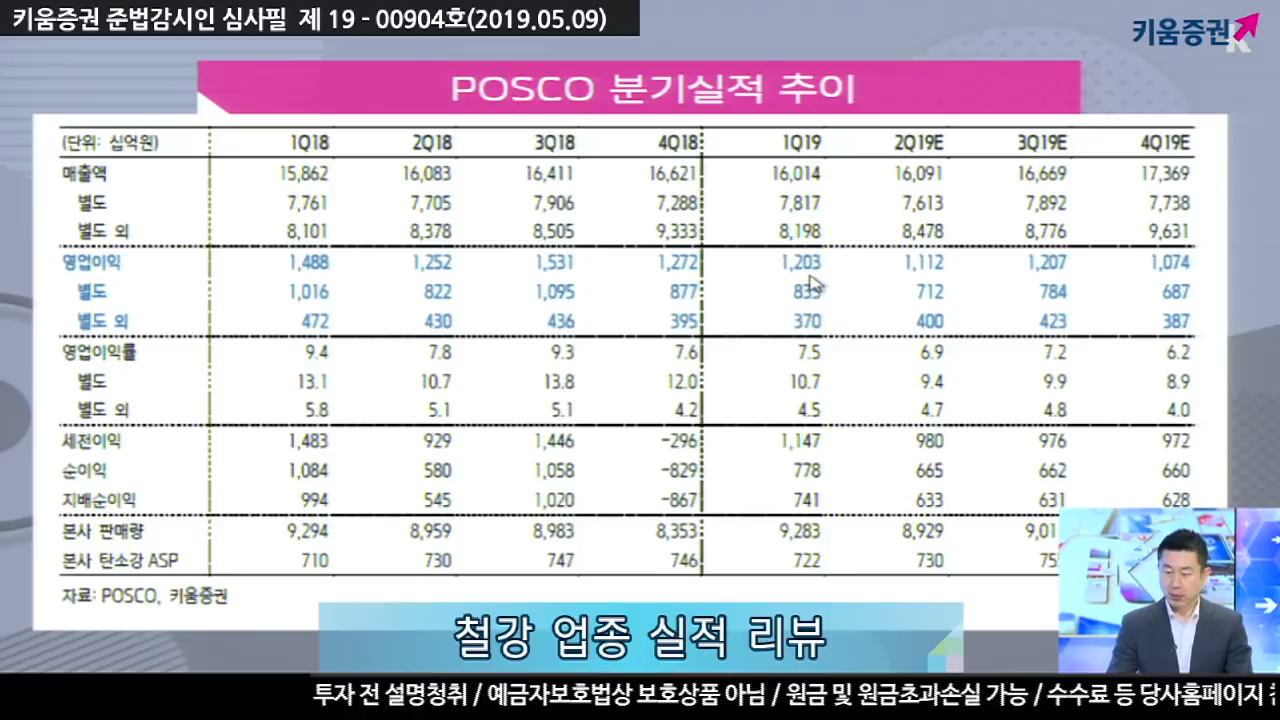 키움증권 준법감시인 심사필 제 19 - 00904호(2019.05.09)
키움증권
POSCO 분기실적 추이
(단위: 십억원) 1Q18 2Q18 3Q18 4Q18 1Q19 2Q19E 3Q19E 4Q19E
매출액 15,862 16,083 16,411 16,621 16,014 16,091 16,669 17,369
별도 7,761 7,705 7,906 7,288 7,817 7,613 7,892 7,738
별도 외 8,101 8,378 8,505 9,333 8,198 8,478 8,776 9,631
영업이익 1,488 1,252 1,531 1,272 1,203 1,112 1,207 1,074
별도 1,016 822 1,095 877 833 712 784 687
별도 외 472 430 436 395 370 400 423 387
영업이익률 9.4 7.8 9.3 7.6 7.5 6.9 7.2 6.2
별도 13.1 10.7 13.8 12.0 10.7 9.4 9.9 8.9
별도 외 5.8 5.1 5.1 4.2 4.5 4.7 4.8 4.0
세전이익 1,483 929 1,446 -296 1,147 980 976 972
순이익 1,084 580 1,058 -829 778 665 662 660
지배순이익 994 545 1,020 -867 741 633 631 628
본사 판매량 9,294 8,959 8,983 8,353 9,283 8,929 9,01
본사 탄소강 ASP 710 730 747 746 722 730 75
자료: POSCO, 키움증권
철강 업종 실적 리뷰
투자 전 설명청취 / 예금자보호법상 보호상품 아님 / 원금 및 원금초과손실 가능 / 수수료 등 당사홈페이지